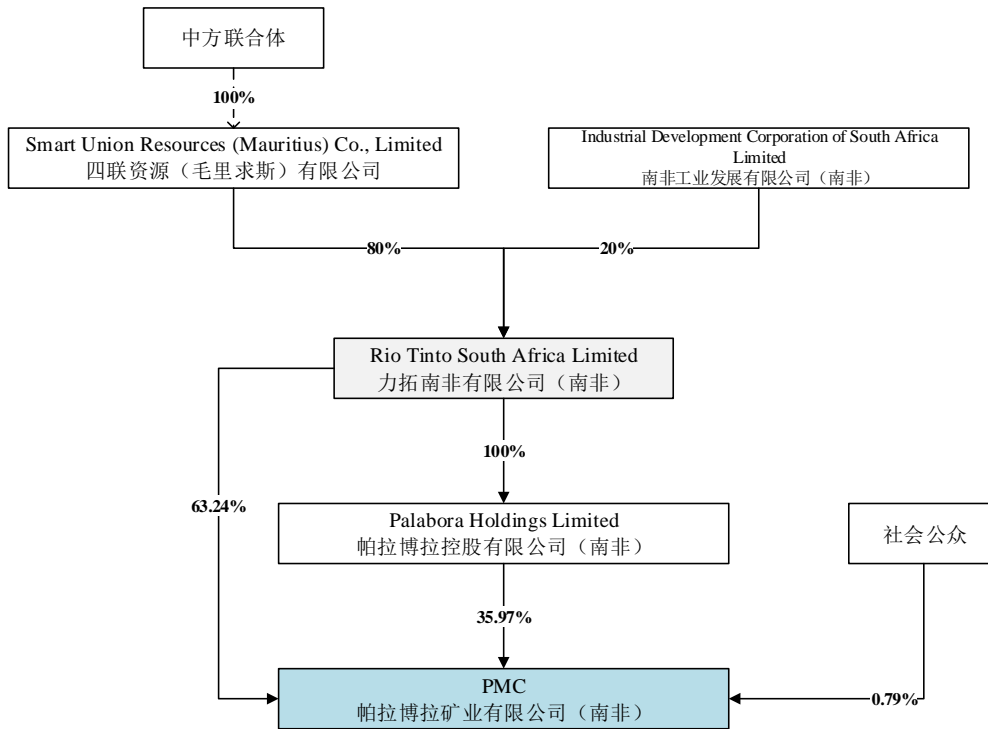 中方联合体
100%
Smart Union Resources (Mauritius) Co., Limited
四联资源（毛里求斯）有限公司
Industrial Development Corporation of South Africa
Limited
南非工业发展有限公司（南非）
80%
20%
Rio Tinto South Africa Limited
力拓南非有限公司（南非）
100%
63.24%
Palabora Holdings Limited
帕拉博拉控股有限公司（南非）
社会公众
35.97%
PMC
帕拉博拉矿业有限公司（南非）
0.79%